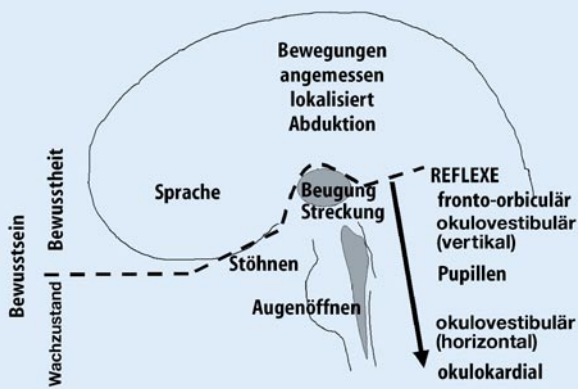 Bewegungen
angemessen
lokalisiert
Abduktion
Sprache
Beugung
Streckung
Stöhnen
Augenöffnen
Bewusstsein
Bewusstheit
Wachzustand
REFLEXE
fronto-orbiculär
okulovestibulär
(vertikal)
Pupillen
okulovestibulär
(horizontal)
okulokardial